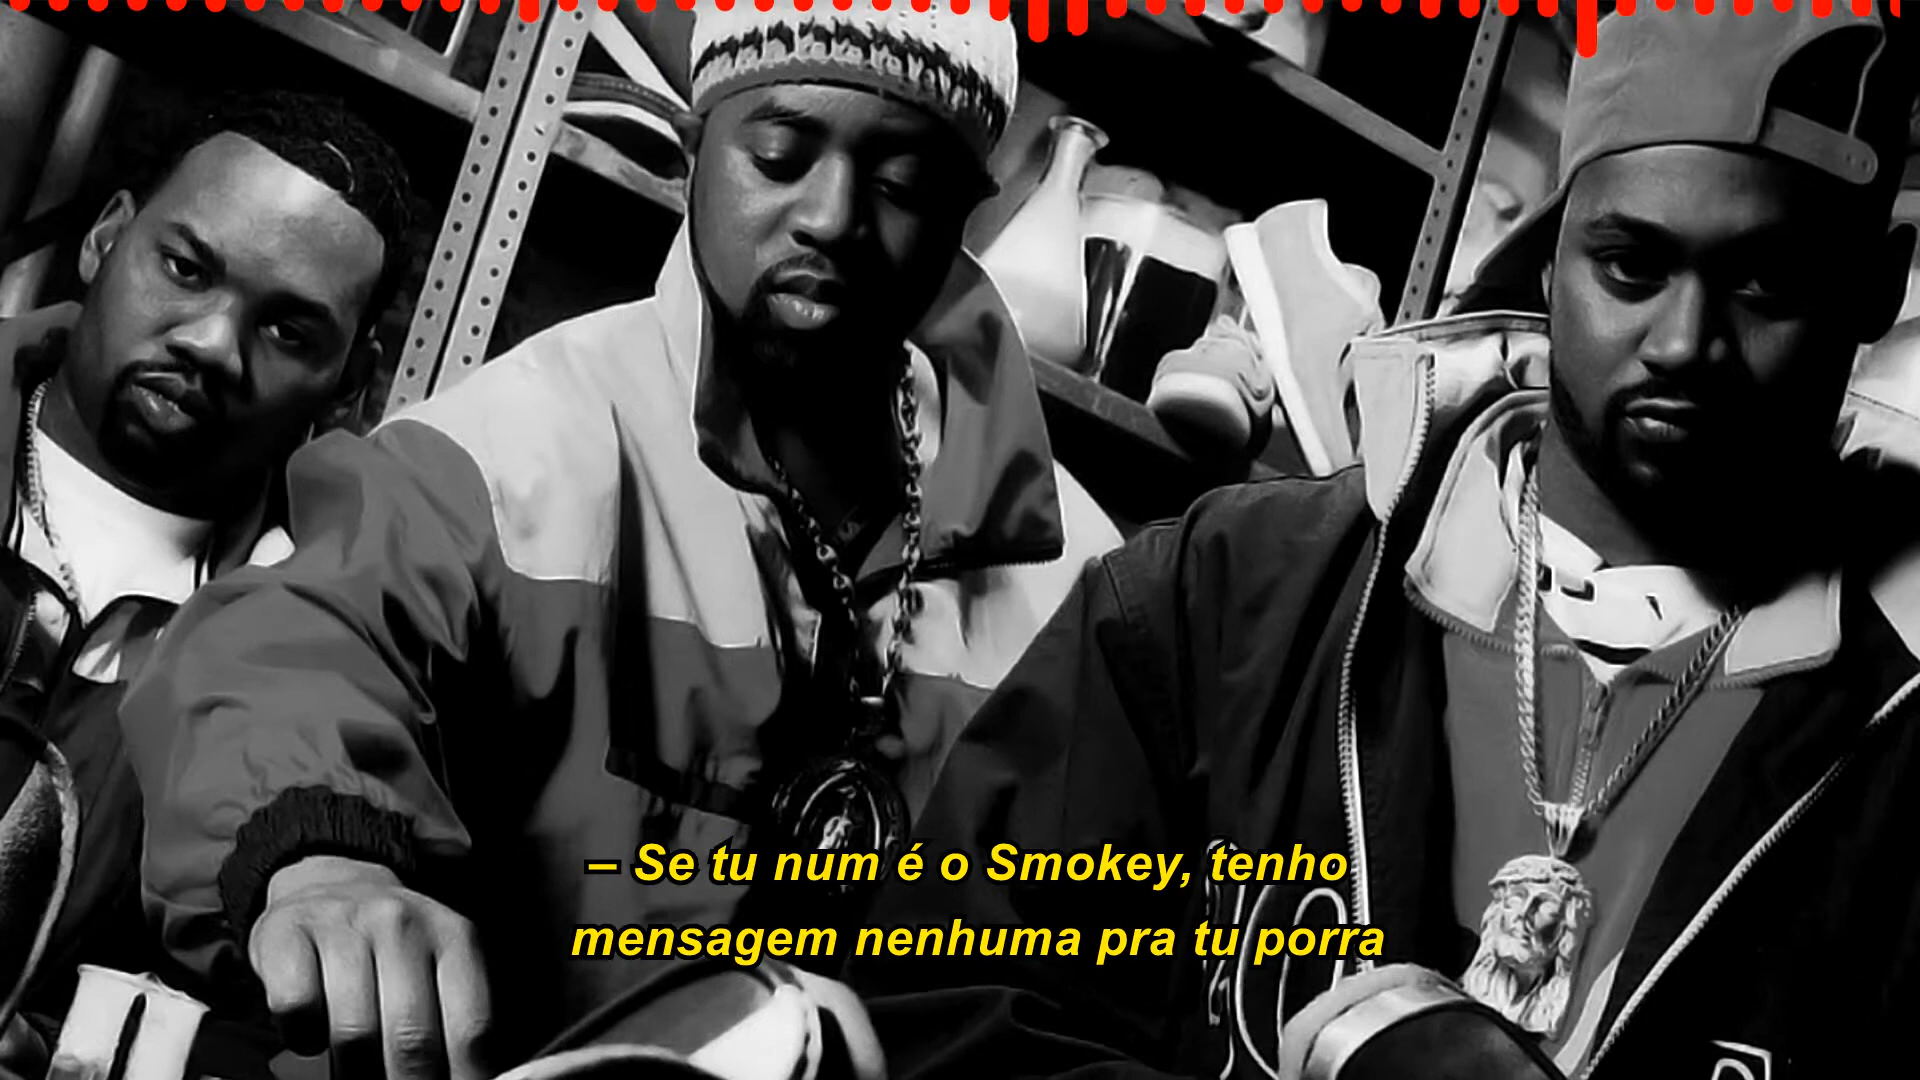 – Se tu num é o Smokey, tenho
mensagem nenhuma pra tu porra